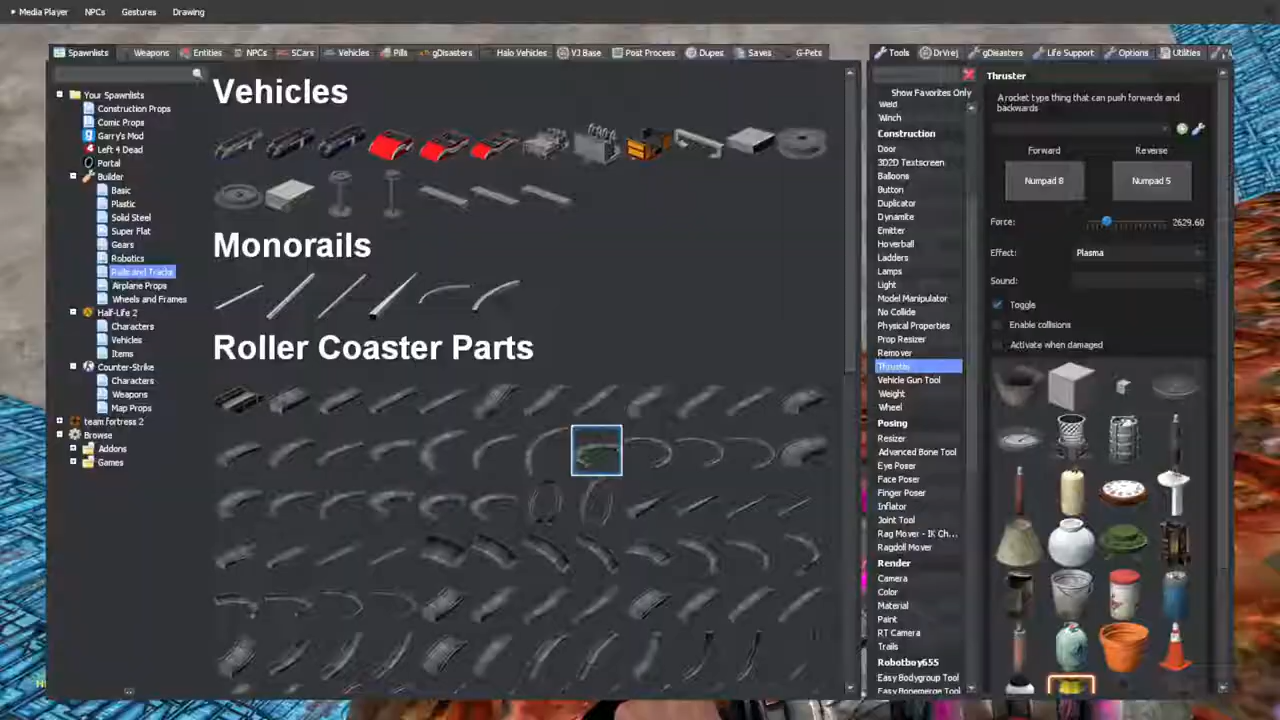 Media Player NPCs Gestures Drawing
Spawnlists Weapons Entities NPCs SCars Vehicles Pills gDisasters Halo Vehicles VJ Base Post Process Dupes Saves G-Pets
Your Spawnlists
Construction Props
Comic Props
Garry's Mod
Left 4 Dead
Portal
Builder
Basic
Plastic
Solid Steel
Super Flat
Gears
Robotics
Rails and Tracks
Airplane Props
Wheels and Frames
Half-Life 2
Characters
Vehicles
Items
Counter-Strike
Characters
Weapons
Map Props
team fortress 2
Browse
Addons
Games
Vehicles
Monorails
Roller Coaster Parts
Tools DrVrej gDisasters Life Support Options Utilities
Show Favorites Only
Weld
Winch
Construction
Door
3D2D Textscreen
Balloons
Button
Duplicator
Dynamite
Emitter
Hoverball
Ladders
Lamps
Light
Model Manipulator
No Collide
Physical Properties
Prop Resizer
Remover
Thruster
Vehicle Gun Tool
Weight
Wheel
Posing
Resizer
Advanced Bone Tool
Eye Poser
Face Poser
Finger Poser
Inflator
Joint Tool
Rag Mover - IK Ch...
Ragdoll Mover
Render
Camera
Color
Material
Paint
RT Camera
Trails
Robotboy655
Easy Bodygroup Tool
Easy Bonemerge Tool
Thruster
A rocket type thing that can push forwards and
backwards
Forward Reverse
Numpad 8 Numpad 5
Force: 2629.60
Effect: Plasma
Sound:
Toggle
Enable collisions
Activate when damaged